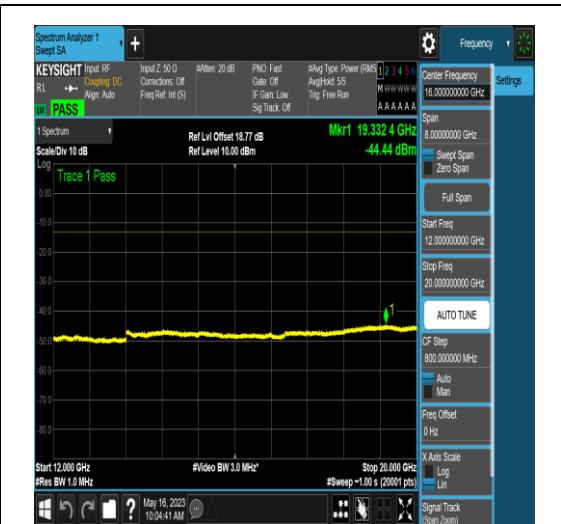 Spectrum Analyzer 1
Swept SA
Frequency
KEYSIGHT
RL
Input: RF
Coupling: DC
Align: Auto
Input Z: 50 Ω
Corrections: Off
Freq Ref: Int (S)
#Atten: 20 dB
PNO: Fast
Gate: Off
IF Gain: Low
Sig Track: Off
#Avg Type: Power (RMS
Avg|Hold: 5/5
Trig: Free Run
1 2 3 4 5 6
M W W W W W
A A A A A A
PASS
1 Spectrum
Scale/Div 10 dB
Ref Lvl Offset 18.77 dB
Ref Level 10.00 dBm
Mkr1 19.332 4 GHz
-44.44 dBm
Log
Trace 1 Pass
0.00
-10.0
-20.0
-30.0
-40.0
-50.0
-60.0
-70.0
-80.0
1
Start 12.000 GHz
#Res BW 1.0 MHz
#Video BW 3.0 MHz*
Stop 20.000 GHz
#Sweep ~1.00 s (20001 pts)
?
May 16, 2023
10:04:41 AM
Center Frequency
16.000000000 GHz
Settings
Span
8.00000000 GHz
Swept Span
Zero Span
Full Span
Start Freq
12.000000000 GHz
Stop Freq
20.000000000 GHz
AUTO TUNE
CF Step
800.000000 MHz
Auto
Man
Freq Offset
0 Hz
X Axis Scale
Log
Lin
Signal Track
(Span Zoom)